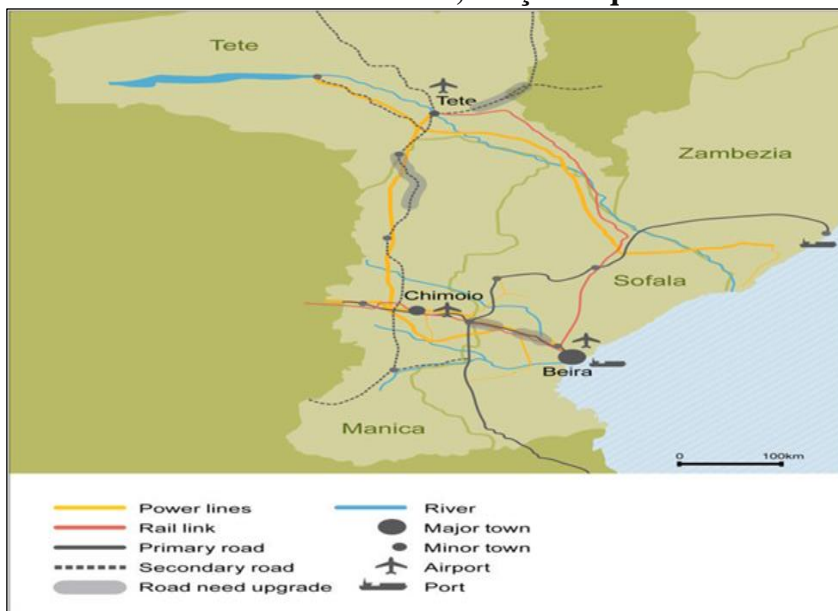 Tete
Tete
Zambezia
Sofala
Chimoio
Beira
Manica
0 100km
Power lines
Rail link
Primary road
Secondary road
Road need upgrade
River
Major town
Minor town
Airport
Port